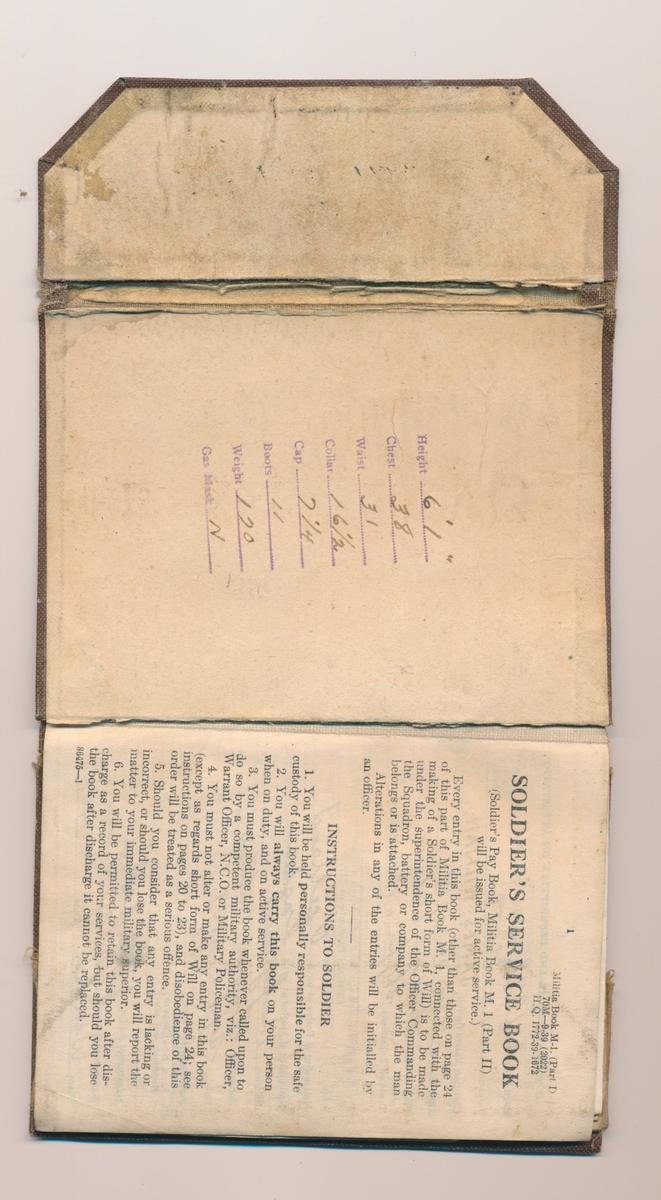 Height 6'1"
Chest 38
Waist 31
Collar 16½
Cap 7¼
Boots 11
Weight 170
Gas Mask N
1
Militia Book M-1. (Part I)
70M—9-39 (2022)
H.Q. 1772-39-1672
SOLDIER'S SERVICE BOOK
(Soldier's Pay Book, Militia Book M. 1 (Part II)
will be issued for active service.)
Every entry in this book (other than those on page 24
of this part of Militia Book M. 1, connected with the
making of a Soldier's short form of Will) is to be made
under the superintendence of the Officer Commanding
the Squadron, battery or company to which the man
belongs or is attached.
Alterations in any of the entries will be initialled by
an officer.
INSTRUCTIONS TO SOLDIER
1. You will be held personally responsible for the safe
custody of this book.
2. You will always carry this book on your person
when on duty, and on active service.
3. You must produce the book whenever called upon to
do so by a competent military authority, viz.: Officer,
Warrant Officer, N.C.O. or Military Policeman.
4. You must not alter or make any entry in this book
(except as regards short form of Will on page 24; see
instructions on pages 20 to 23), and disobedience of this
order will be treated as a serious offence.
5. Should you consider that any entry is lacking or
incorrect, or should you lose the book, you will report the
matter to your immediate military superior.
6. You will be permitted to retain this book after dis-
charge as a record of your services, but should you lose
the book after discharge it cannot be replaced.
86475—1